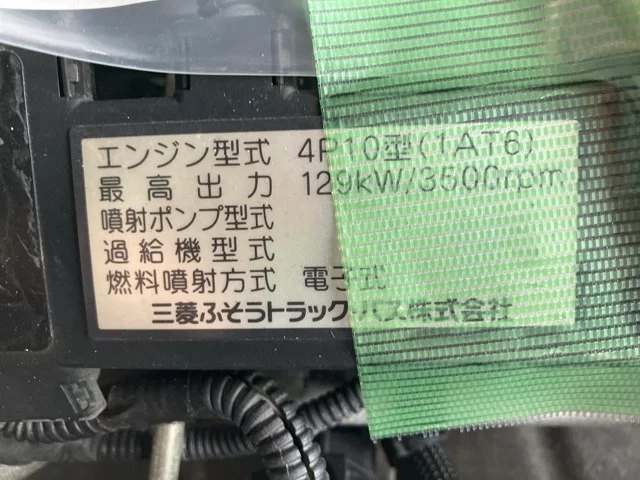 エンジン型式 4P10型(1AT6)
最高出力 129kW/3500rpm
噴射ポンプ型式
過給機型式
燃料噴射方式 電子式
三菱ふそうトラック・バス株式会社